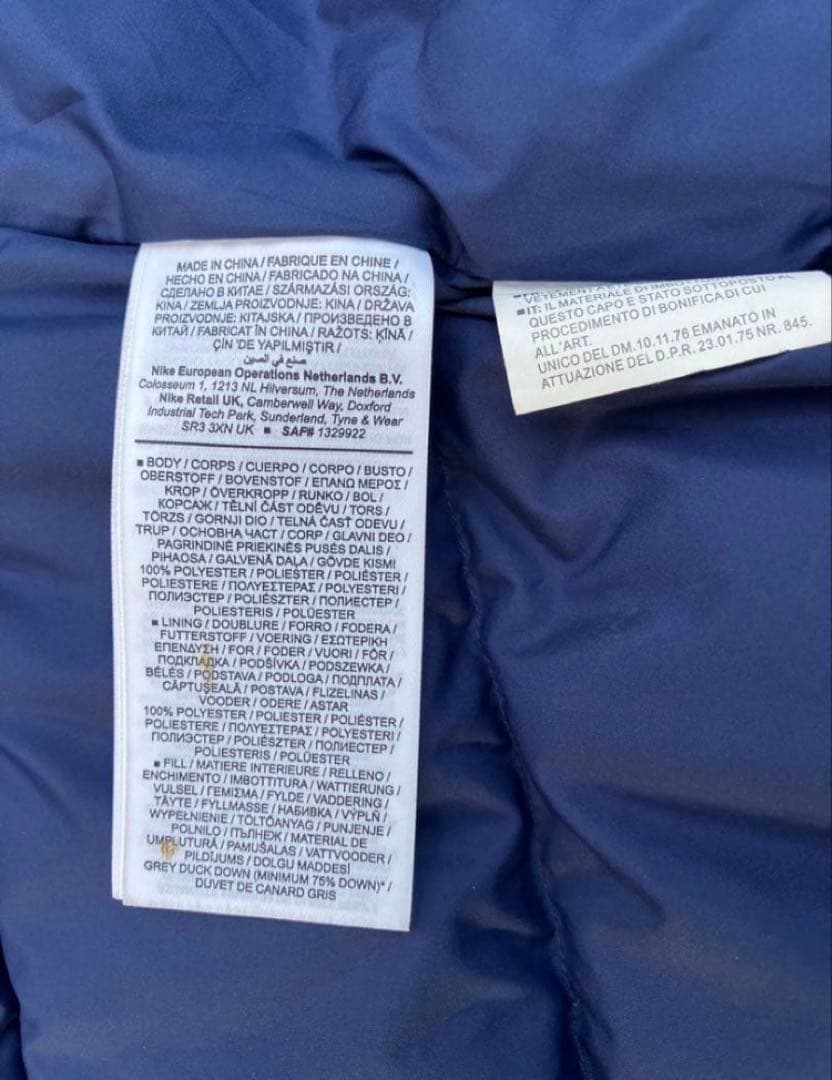 MADE IN CHINA / FABRIQUE EN CHINE /
HECHO EN CHINA / FABRICADO NA CHINA /
СДЕЛАНО В КИТАЕ / SZÁRMAZÁSI ORSZÁG:
KÍNA / ZEMLJA PROIZVODNJE: KINA / DRŽAVA
PROIZVODNJE: KITAJSKA / ПРОИЗВЕДЕНО В
КИТАЙ / FABRICAT ÎN CHINA / RAŽOTS: ĶĪNĀ /
ÇİN'DE YAPILMIŞTIR /
صنع في الصين
Nike European Operations Netherlands B.V.
Colosseum 1, 1213 NL Hilversum, The Netherlands
Nike Retail UK, Camberwell Way, Doxford
Industrial Tech Park, Sunderland, Tyne & Wear
SR3 3XN UK ■ SAF# 1329922
■ BODY / CORPS / CUERPO / CORPO / BUSTO /
OBERSTOFF / BOVENSTOF / ΕΠΑΝΩ ΜΕΡΟΣ /
KROP / ÖVERKROPP / RUNKO / BOL /
КОРСАЖ / TĚLNÍ ČÁST ODĚVU / TORS /
TÖRZS / GORNJI DIO / TELNÁ ČASŤ ODEVU /
TRUP / ОСНОВНА ЧАСТ / CORP / GLAVNI DEO /
PAGRINDINĖ PRIEKINĖS PUSĖS DALIS /
PIHAOSA / GALVENĀ DAĻA / GÖVDE KISMI
100% POLYESTER / POLIESTER / POLIÉSTER /
POLIESTERE / ΠΟΛΥΕΣΤΕΡΑΣ / POLYESTERI /
ПОЛИЭСТЕР / POLIÉSZTER / ПОЛИЕСТЕР /
POLIESTERIS / POLÜESTER
■ LINING / DOUBLURE / FORRO / FODERA /
FUTTERSTOFF / VOERING / ΕΣΩΤΕΡΙΚΗ
ΕΠΕΝΔΥΣΗ / FOR / FODER / VUORI / FÔR /
ПОДКЛАДКА / PODŠÍVKA / PODSZEWKA /
BÉLÉS / PODSTAVA / PODLOGA / ПОДПЛАТА /
CĂPTUȘEALĂ / POSTAVA / FLIZELINAS /
VOODER / ODERE / ASTAR
100% POLYESTER / POLIESTER / POLIÉSTER /
POLIESTERE / ΠΟΛΥΕΣΤΕΡΑΣ / POLYESTERI /
ПОЛИЭСТЕР / POLIÉSZTER / ПОЛИЕСТЕР /
POLIESTERIS / POLÜESTER
■ FILL / MATIERE INTERIEURE / RELLENO /
ENCHIMENTO / IMBOTTITURA / WATTIERUNG /
VULSEL / ΓΕΜΙΣΜΑ / FYLDE / VADDERING /
TÄYTE / FYLLMASSE / НАБИВКА / VÝPLŇ /
WYPEŁNIENIE / TÖLTŐANYAG / PUNJENJE /
POLNILO / ПЪЛНЕЖ / MATERIAL DE
UMPLUTURĂ / PAMUŠALAS / VATTVOODER /
PILDĪJUMS / DOLGU MADDESİ
GREY DUCK DOWN (MINIMUM 75% DOWN)* /
DUVET DE CANARD GRIS
■ IT: IL MATERIALE DI
QUESTO CAPO E STATO SOTTOPOSTO AL
PROCEDIMENTO DI BONIFICA DI CUI
ALL'ART.
UNICO DEL DM. 10.11.76 EMANATO IN
ATTUAZIONE DEL D.P.R. 23.01.75 NR. 845.